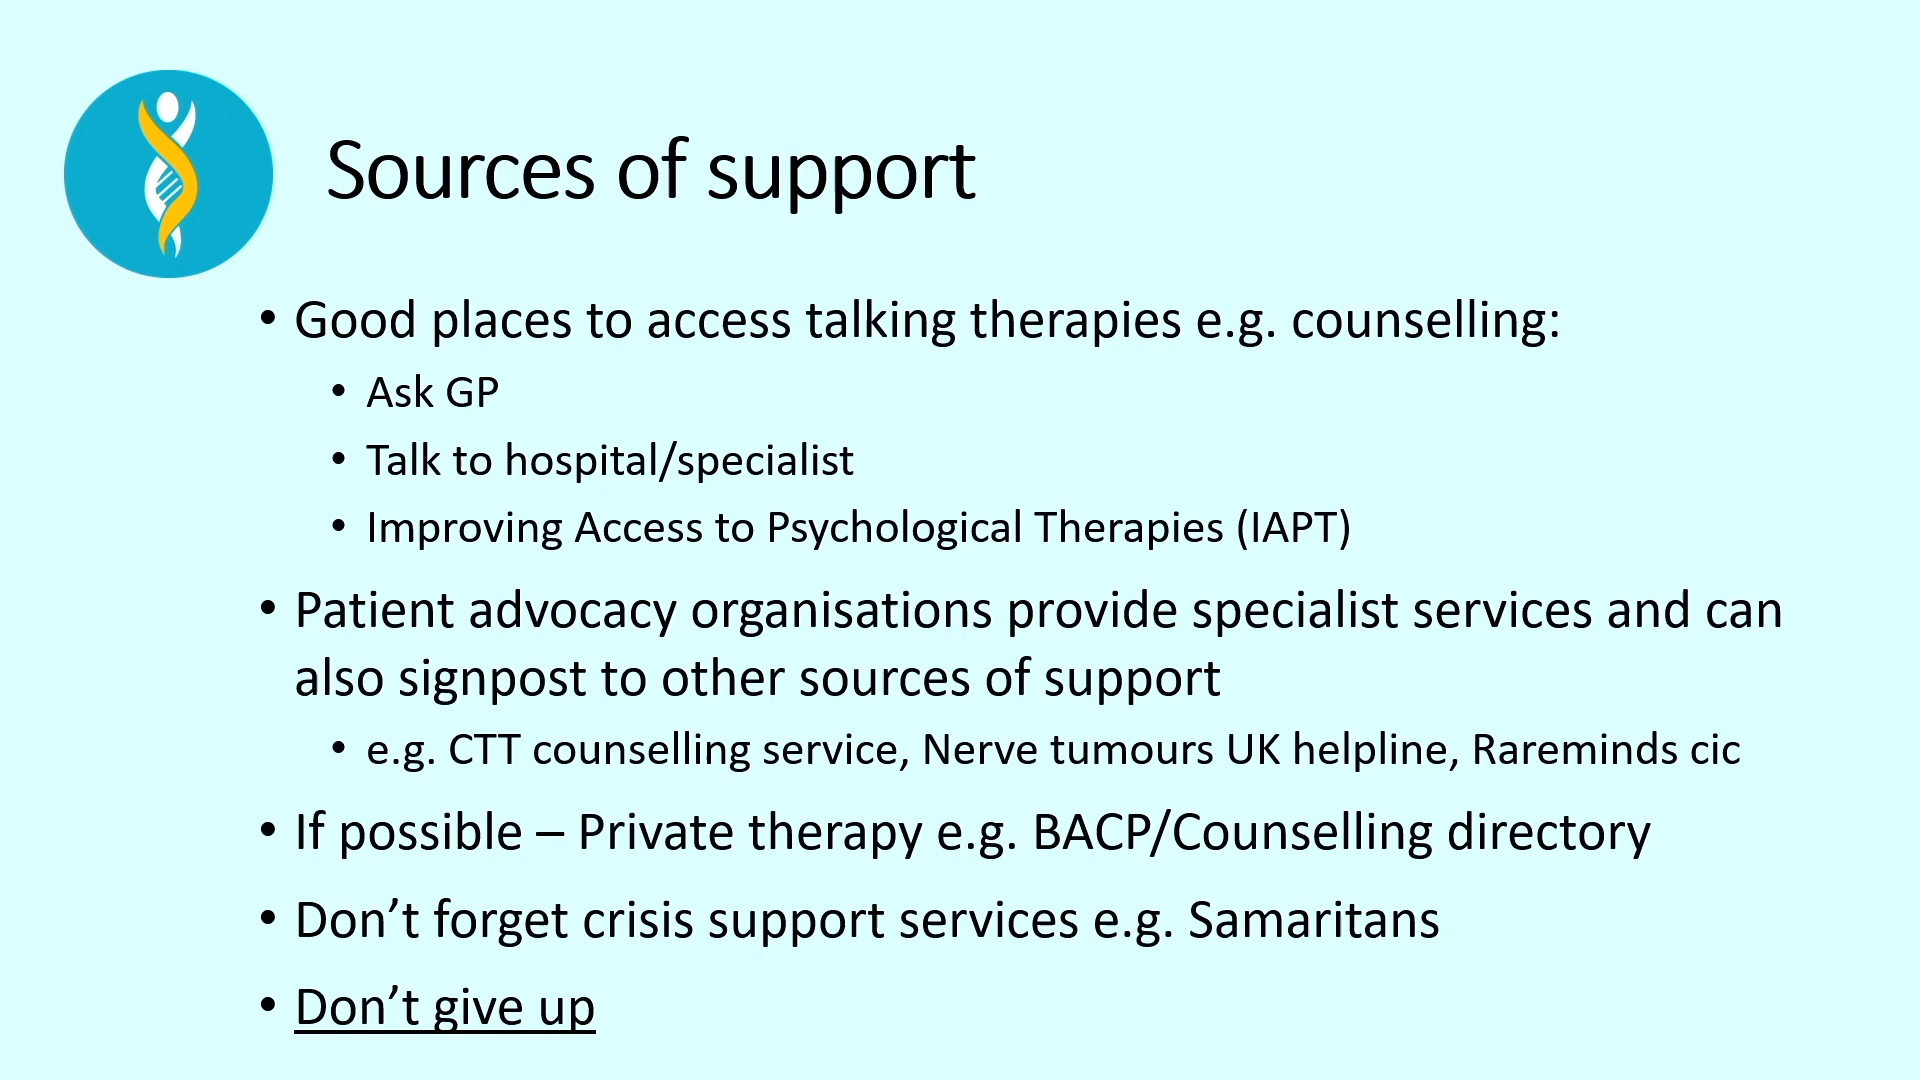 Sources of support
• Good places to access talking therapies e.g. counselling:
• Ask GP
• Talk to hospital/specialist
• Improving Access to Psychological Therapies (IAPT)
• Patient advocacy organisations provide specialist services and can
also signpost to other sources of support
• e.g. CTT counselling service, Nerve tumours UK helpline, Rareminds cic
• If possible – Private therapy e.g. BACP/Counselling directory
• Don’t forget crisis support services e.g. Samaritans
• Don’t give up